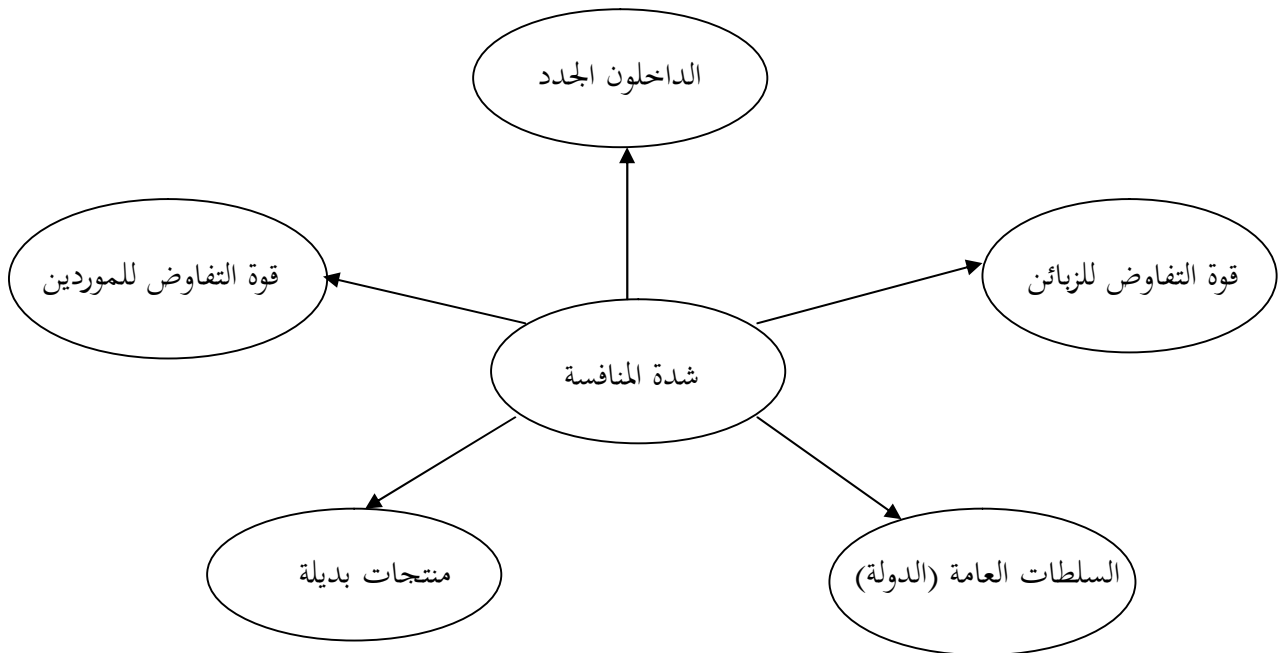 الداخلون الجدد
قوة التفاوض للزبائن
قوة التفاوض للموردين
شدة المنافسة
السلطات العامة (الدولة)
منتجات بديلة